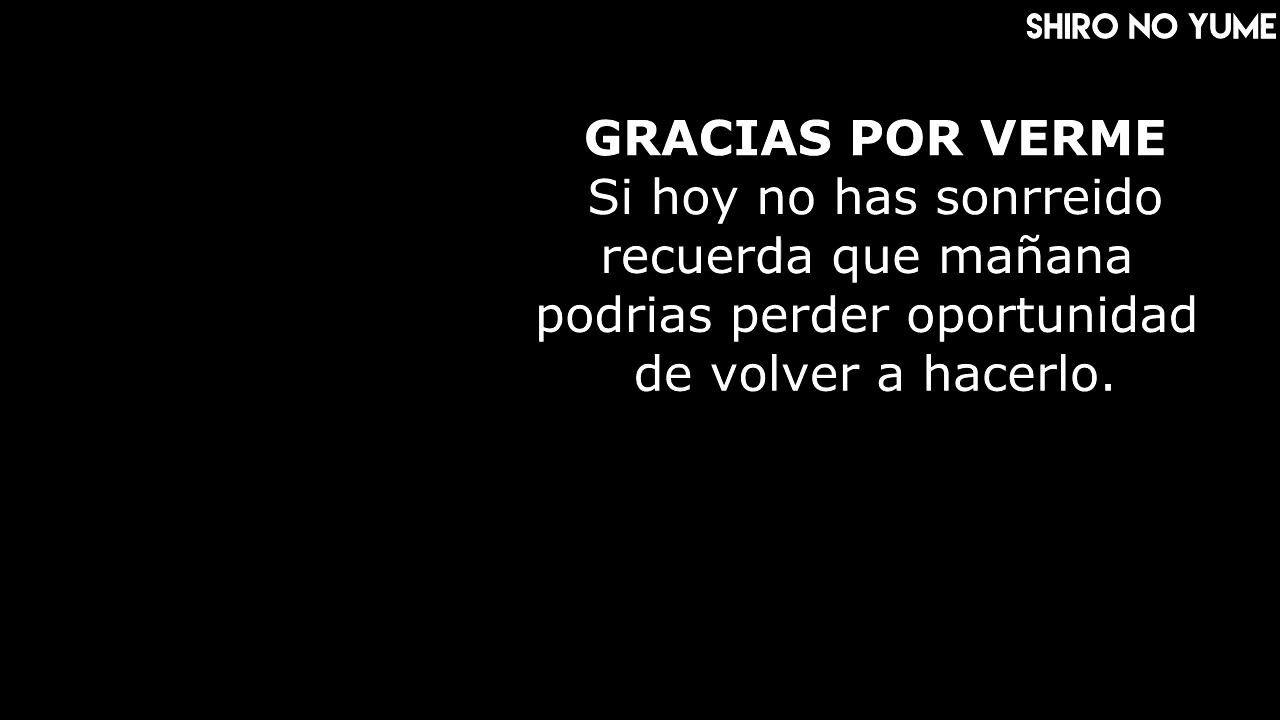 SHIRO NO YUME
GRACIAS POR VERME
Si hoy no has sonrreido
recuerda que mañana
podrias perder oportunidad
de volver a hacerlo.